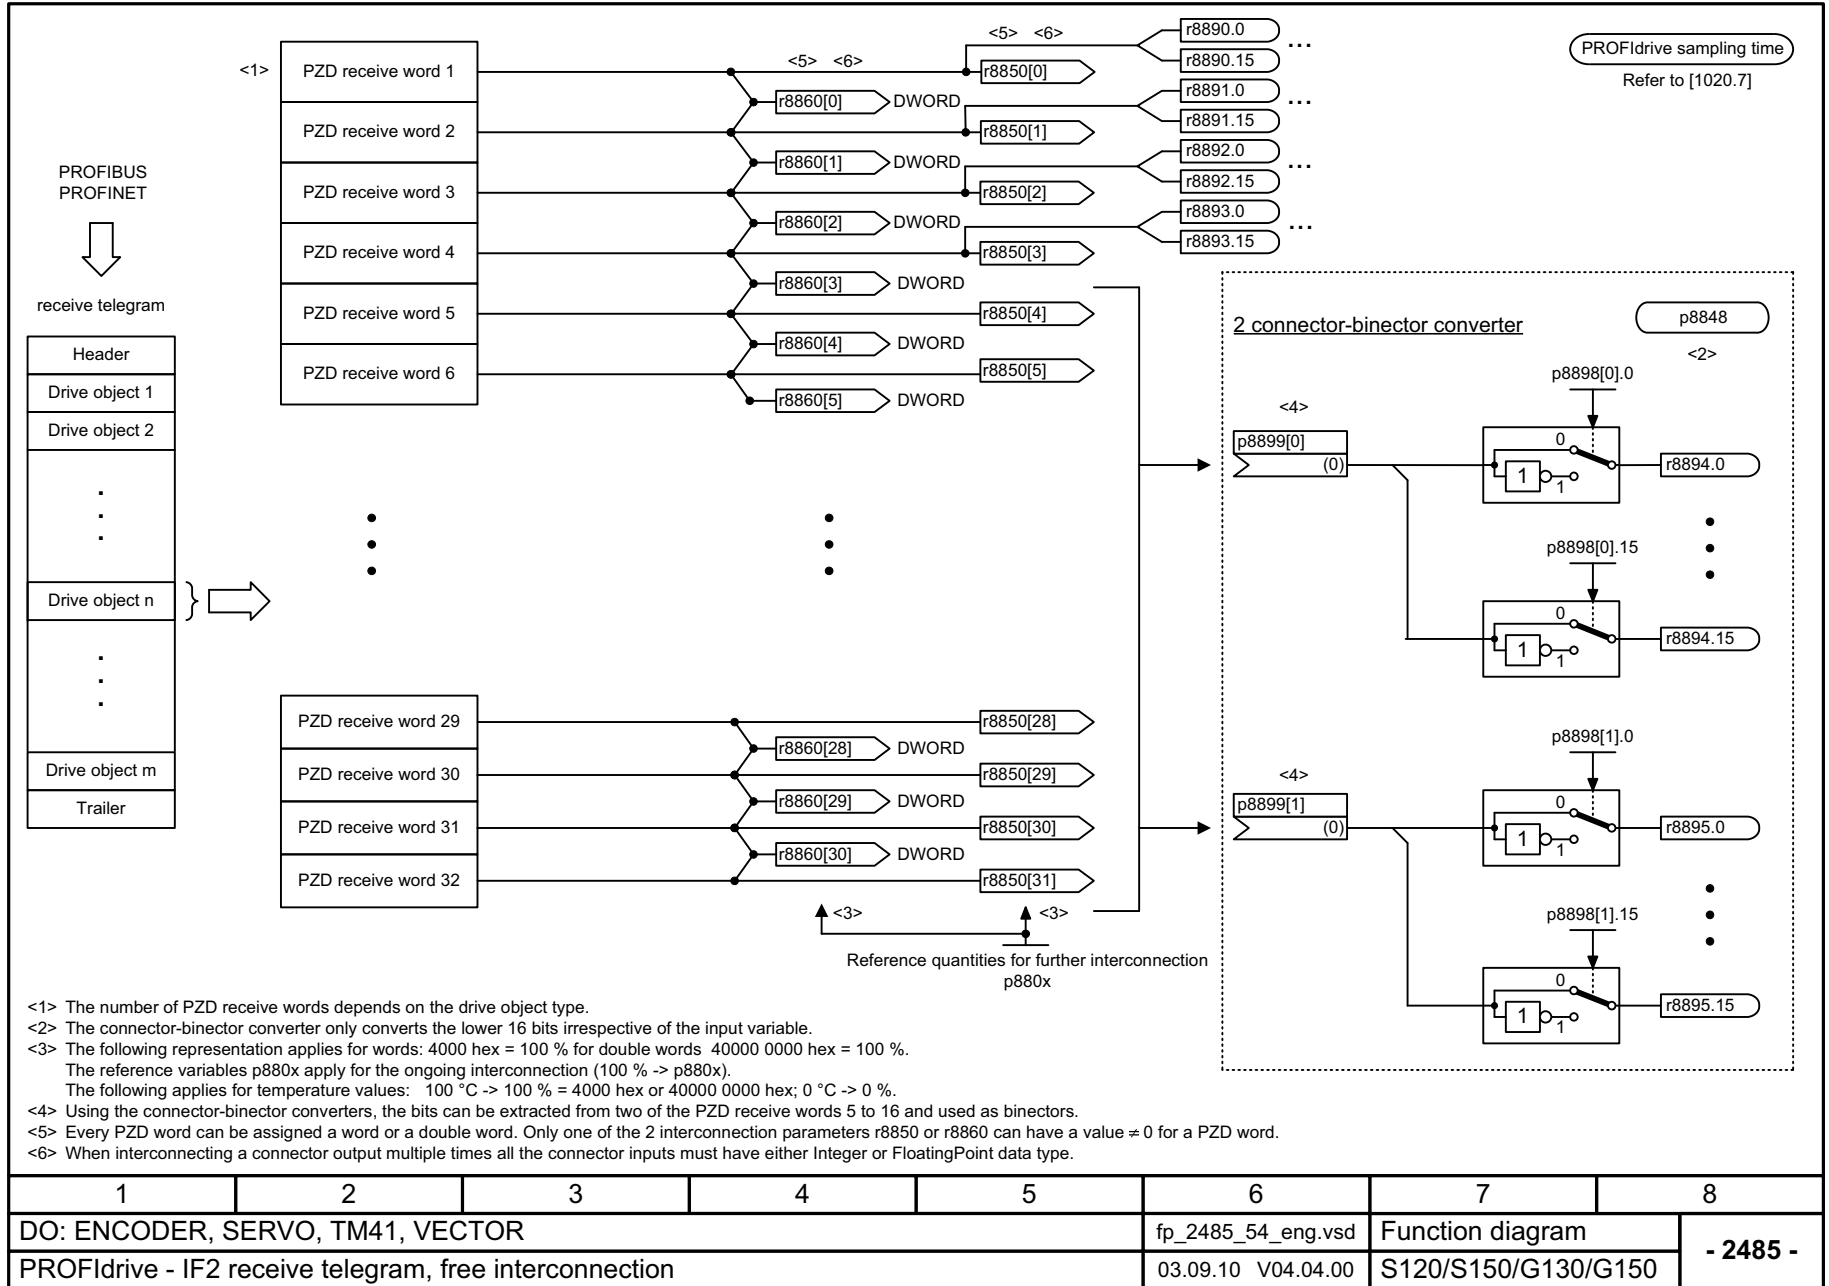 <5> <6>
r8890.0
...
r8890.15
PROFIdrive sampling time
Refer to [1020.7]
<1>
PZD receive word 1
<5> <6>
r8850[0]
r8860[0]
DWORD
r8891.0
...
r8891.15
PZD receive word 2
r8850[1]
r8860[1]
DWORD
r8892.0
...
r8892.15
PROFIBUS
PROFINET
PZD receive word 3
r8850[2]
r8860[2]
DWORD
r8893.0
...
r8893.15
PZD receive word 4
r8850[3]
r8860[3]
DWORD
receive telegram
PZD receive word 5
r8850[4]
r8860[4]
DWORD
PZD receive word 6
r8850[5]
r8860[5]
DWORD
Header
Drive object 1
Drive object 2
Drive object n
Drive object m
Trailer
2 connector-binector converter
p8848
<2>
p8898[0].0
<4>
p8899[0]
(0)
0
1
1
r8894.0
p8898[0].15
0
1
1
r8894.15
PZD receive word 29
r8850[28]
r8860[28]
DWORD
PZD receive word 30
r8850[29]
r8860[29]
DWORD
PZD receive word 31
r8850[30]
r8860[30]
DWORD
PZD receive word 32
r8850[31]
<3>
<3>
Reference quantities for further interconnection
p880x
p8898[1].0
<4>
p8899[1]
(0)
0
1
1
r8895.0
p8898[1].15
0
1
1
r8895.15
<1> The number of PZD receive words depends on the drive object type.
<2> The connector-binector converter only converts the lower 16 bits irrespective of the input variable.
<3> The following representation applies for words: 4000 hex = 100 % for double words 40000 0000 hex = 100 %.
The reference variables p880x apply for the ongoing interconnection (100 % -> p880x).
The following applies for temperature values: 100 °C -> 100 % = 4000 hex or 40000 0000 hex; 0 °C -> 0 %.
<4> Using the connector-binector converters, the bits can be extracted from two of the PZD receive words 5 to 16 and used as binectors.
<5> Every PZD word can be assigned a word or a double word. Only one of the 2 interconnection parameters r8850 or r8860 can have a value ≠ 0 for a PZD word.
<6> When interconnecting a connector output multiple times all the connector inputs must have either Integer or FloatingPoint data type.
1 2 3 4 5 6 7 8
DO: ENCODER, SERVO, TM41, VECTOR
fp_2485_54_eng.vsd
Function diagram
- 2485 -
PROFIdrive - IF2 receive telegram, free interconnection
03.09.10 V04.04.00
S120/S150/G130/G150